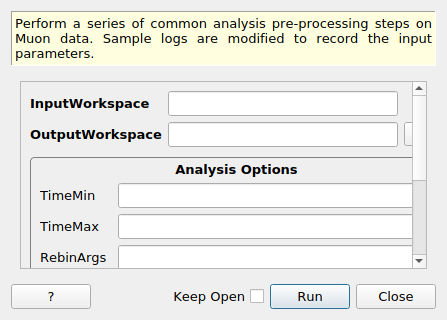 Perform a series of common analysis pre-processing steps on
Muon data. Sample logs are modified to record the input
parameters.
InputWorkspace
OutputWorkspace
Analysis Options
TimeMin
TimeMax
RebinArgs
? Keep Open Run Close